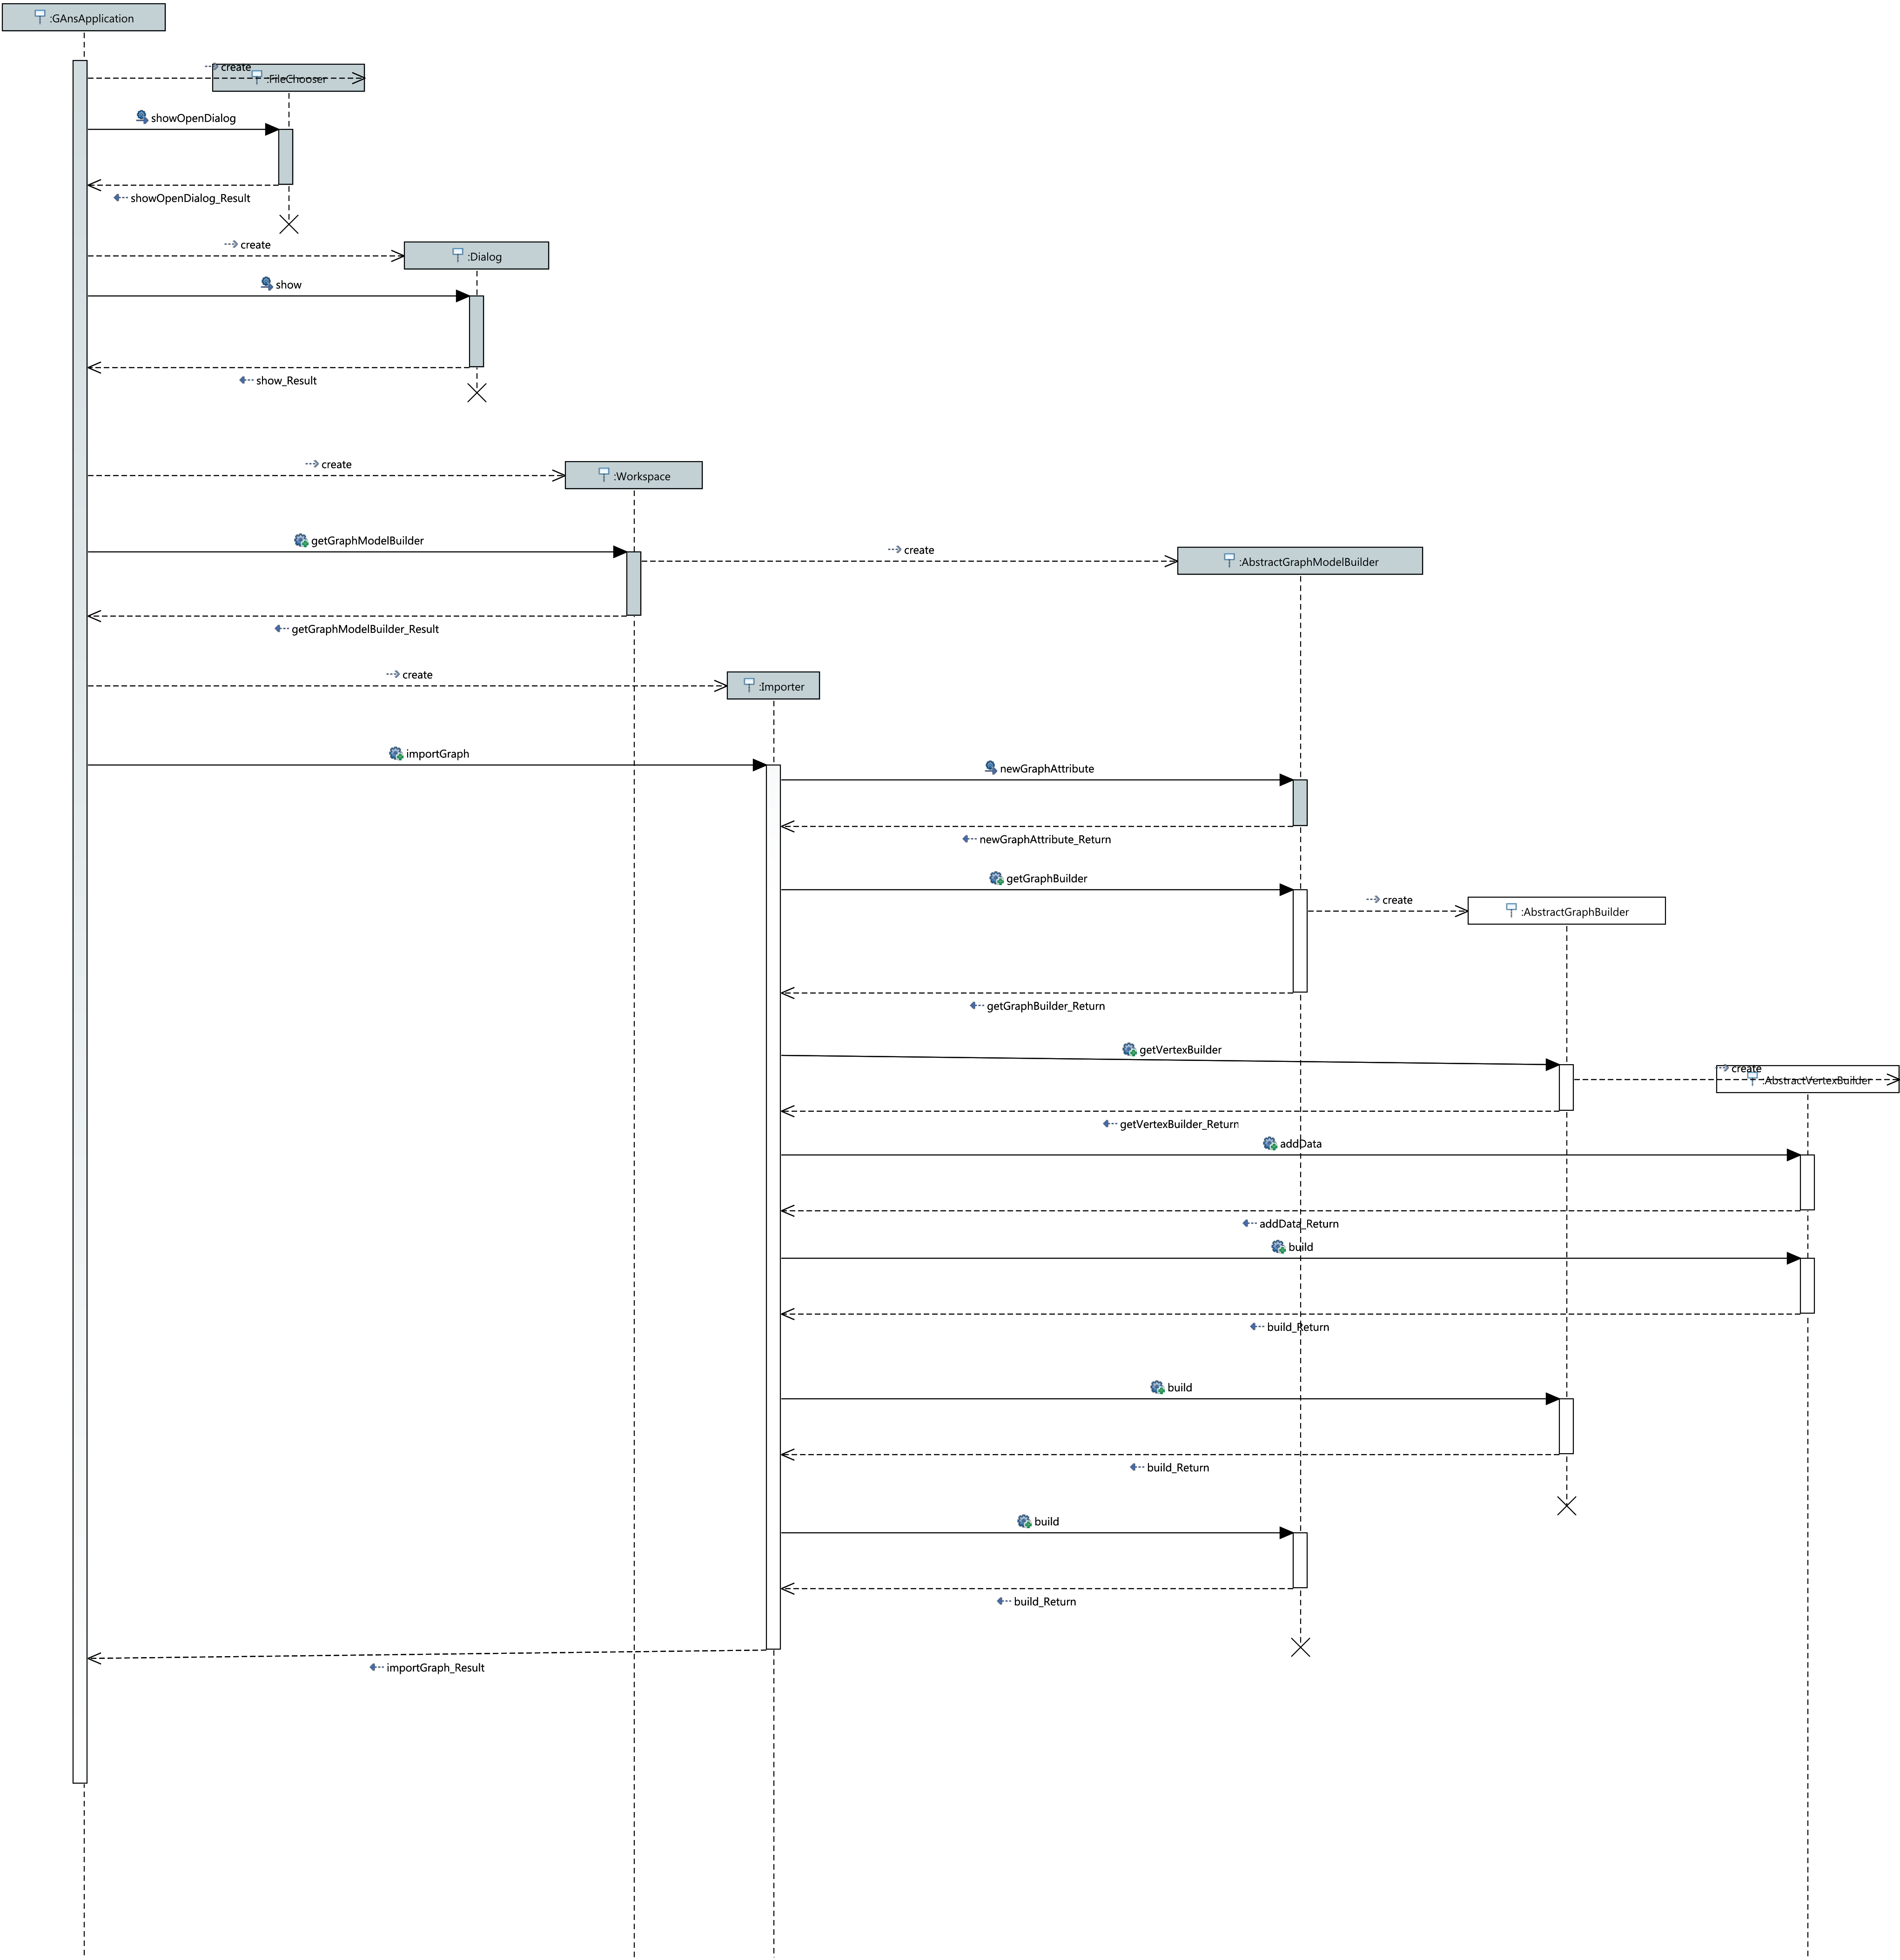 :GAnsApplication
create
:FileChooser
showOpenDialog
showOpenDialog_Result
create
:Dialog
show
show_Result
create
:Workspace
getGraphModelBuilder
create
:AbstractGraphModelBuilder
getGraphModelBuilder_Result
create
:Importer
importGraph
newGraphAttribute
newGraphAttribute_Return
getGraphBuilder
create
:AbstractGraphBuilder
getGraphBuilder_Return
getVertexBuilder
create
:AbstractVertexBuilder
getVertexBuilder_Return
addData
addData_Return
build
build_Return
build
build_Return
build
build_Return
importGraph_Result